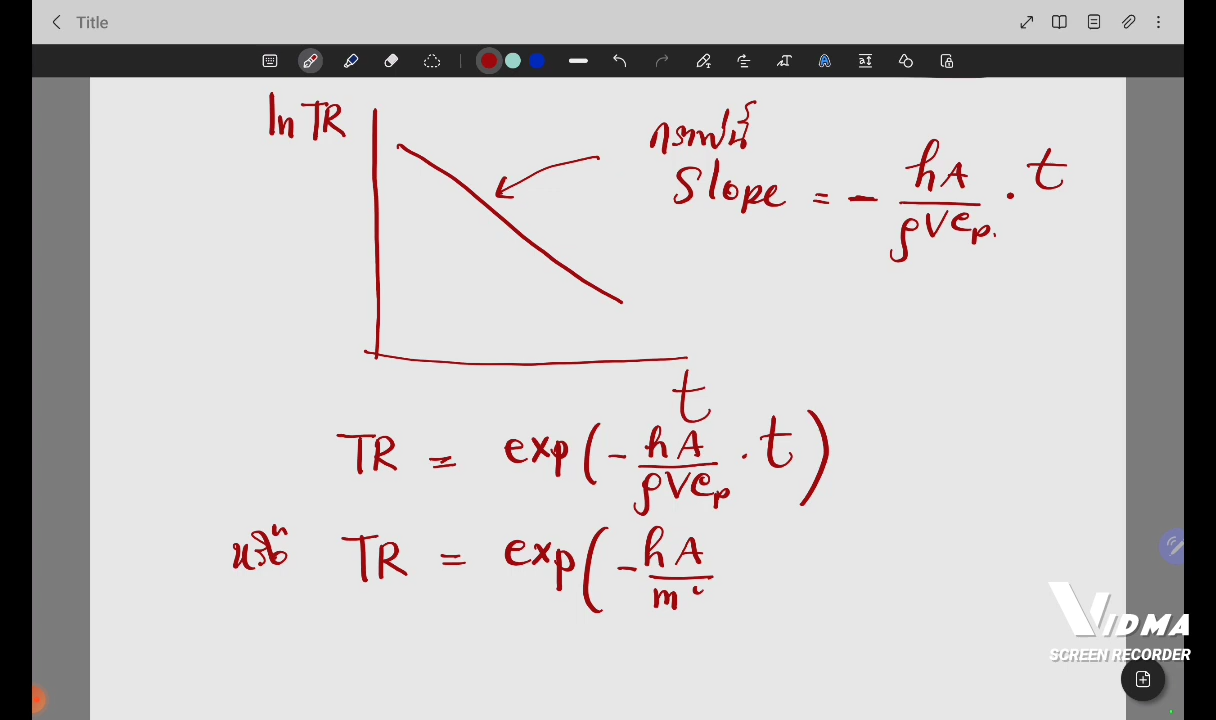 Title
ln TR
กราฟนี้
Slope = - hA/ρVCp · t
t
TR = exp(- hA/ρVCp · t)
หรือ TR = exp(- hA/m
VIDMA
SCREEN RECORDER